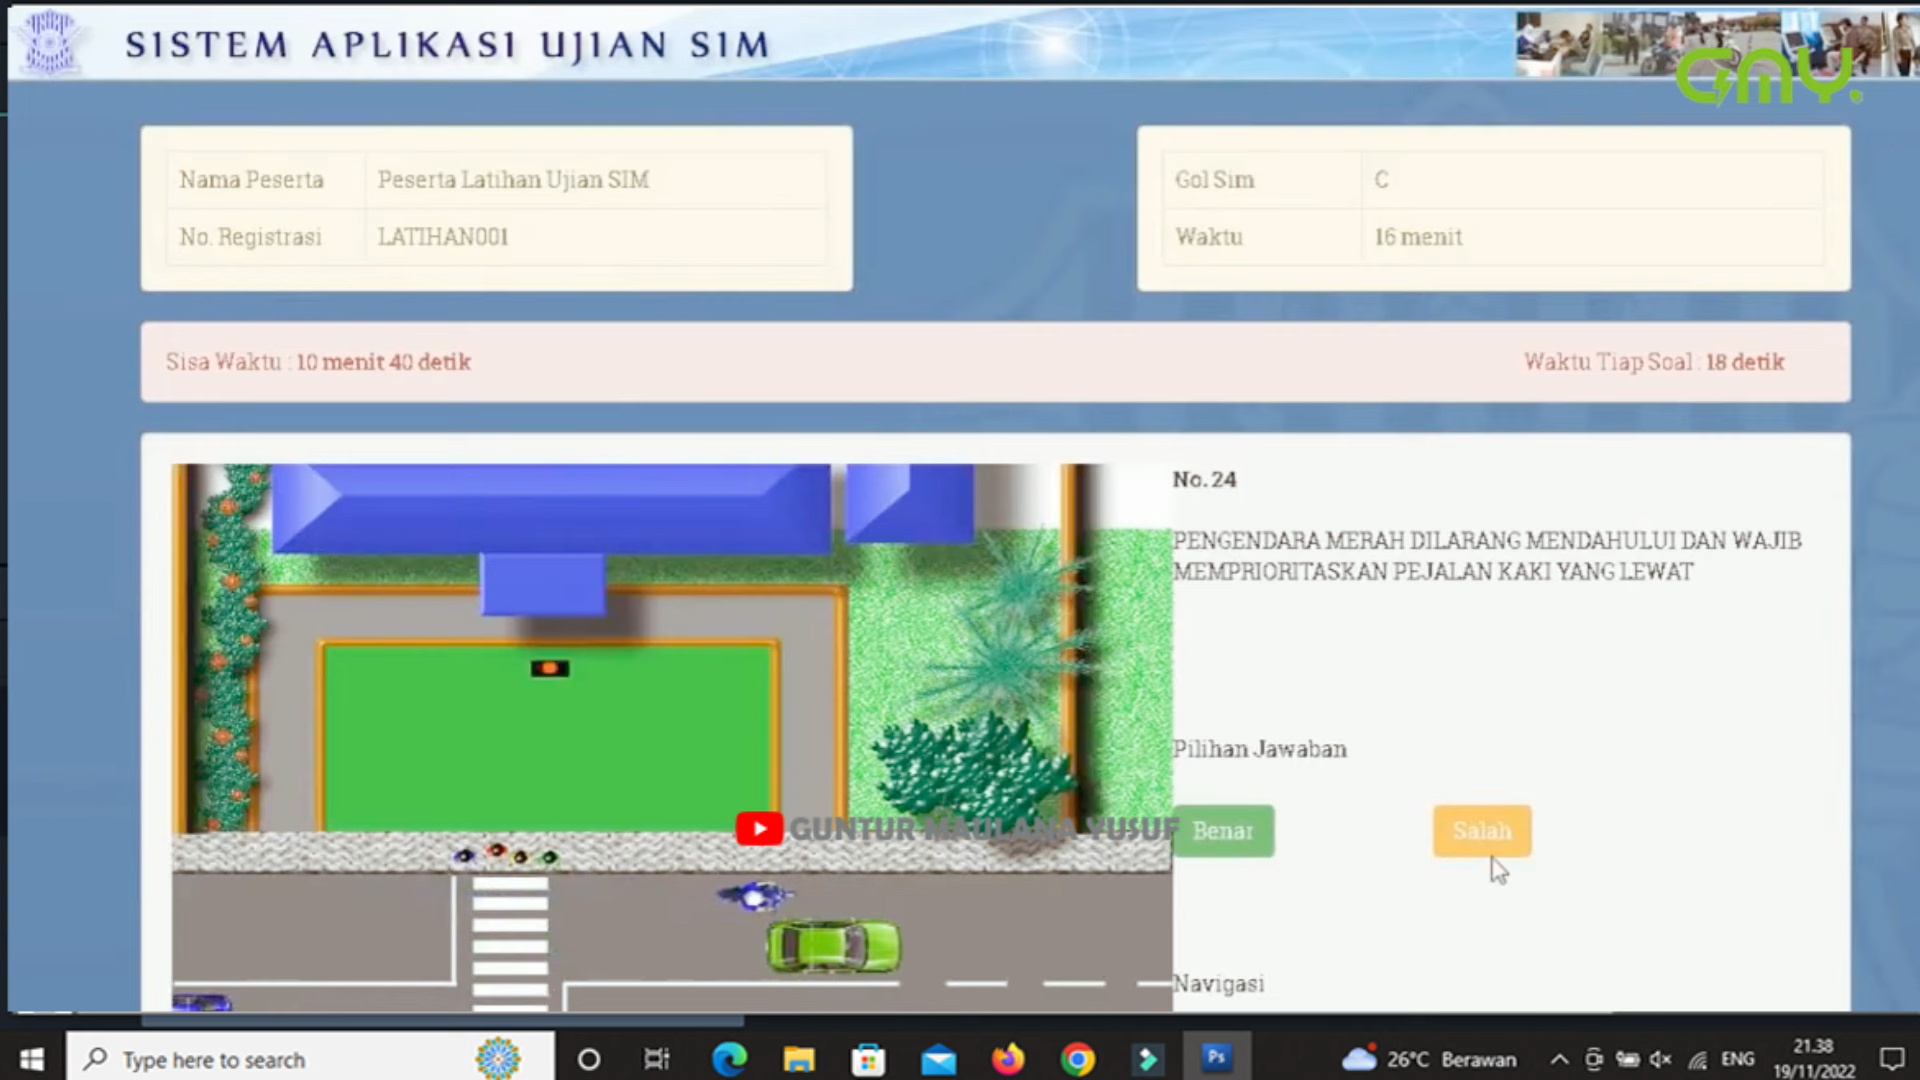 SISTEM APLIKASI UJIAN SIM
GMY.
Nama Peserta Peserta Latihan Ujian SIM
No. Registrasi LATIHAN001
Gol Sim C
Waktu 16 menit
Sisa Waktu : 10 menit 40 detik
Waktu Tiap Soal : 18 detik
No. 24
PENGENDARA MERAH DILARANG MENDAHULUI DAN WAJIB
MEMPRIORITASKAN PEJALAN KAKI YANG LEWAT
Pilihan Jawaban
GUNTUR MAULANA YUSUF
Benar Salah
Navigasi
Type here to search
Ps
26°C Berawan
ENG
21.38
19/11/2022